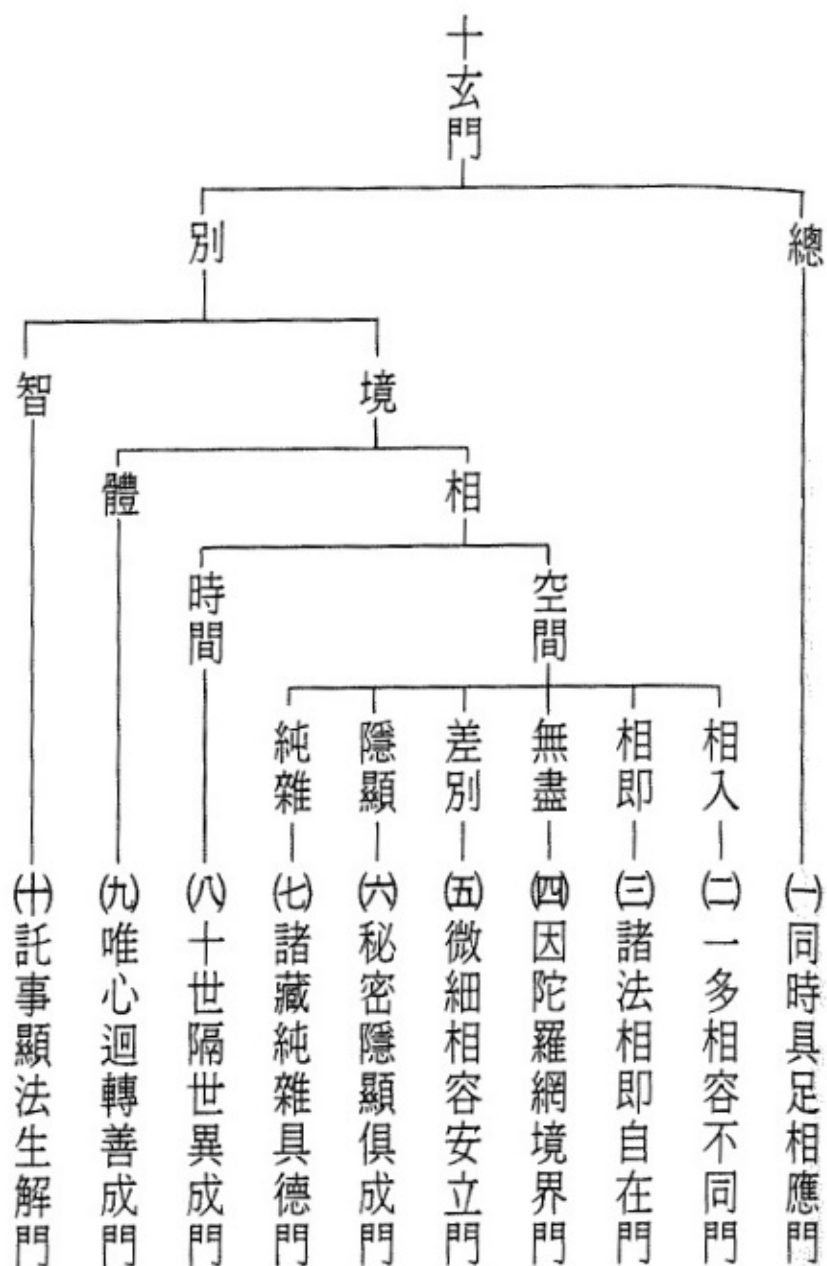 十玄門
總
別
境
智
相
體
空間
時間
相入
相即
無盡
差別
隱顯
純雜
㈠同時具足相應門
㈡一多相容不同門
㈢諸法相即自在門
㈣因陀羅網境界門
㈤微細相容安立門
㈥秘密隱顯俱成門
㈦諸藏純雜具德門
㈧十世隔世異成門
㈨唯心迴轉善成門
㈩託事顯法生解門